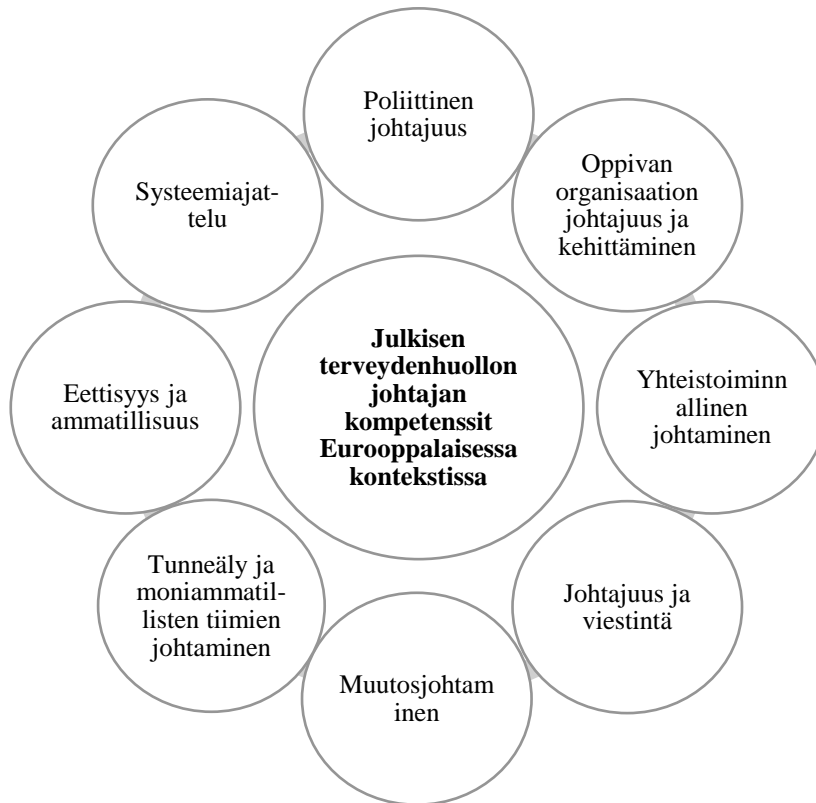 Poliittinen
johtajuus
Oppivan
organisaation
johtajuus ja
kehittäminen
Yhteistoiminn
allinen
johtaminen
Johtajuus ja
viestintä
Muutosjohtam
inen
Tunneäly ja
moniammatil-
listen tiimien
johtaminen
Eettisyys ja
ammatillisuus
Systeemiajat-
telu
Julkisen
terveydenhuollon
johtajan
kompetenssit
Eurooppalaisessa
kontekstissa